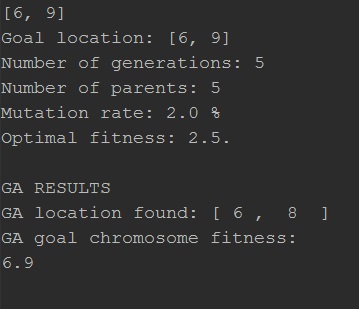 [6, 9]
Goal location: [6, 9]
Number of generations: 5
Number of parents: 5
Mutation rate: 2.0 %
Optimal fitness: 2.5.
GA RESULTS
GA location found: [ 6 ,  8  ]
GA goal chromosome fitness:
6.9